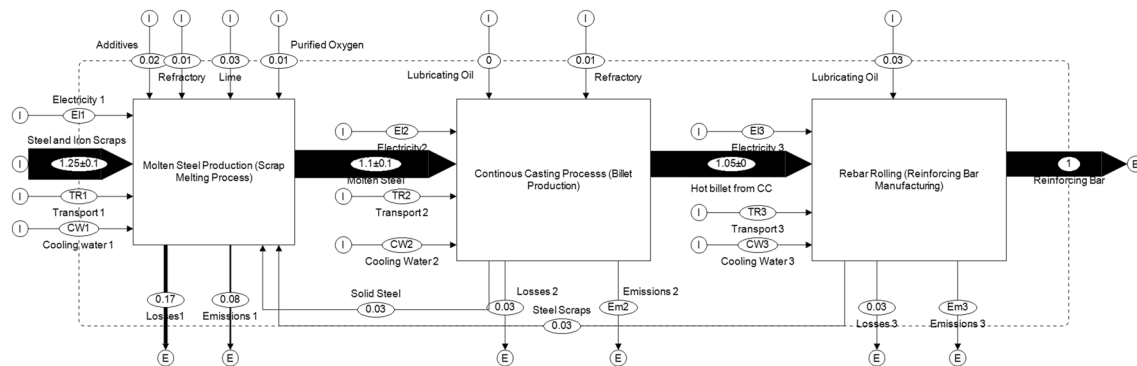 I I I I I I I
Additives Purified Oxygen
0.02 0.01 0.03 0.01 0 0.01 0.03
Refractory Lime Lubricating Oil Refractory Lubricating Oil
Electricity 1
I El1
I El2
I El3
Electricity2
Electricity 3
Steel and Iron Scraps
I 1.25±0.1
Molten Steel Production (Scrap
Melting Process)
1.1±0.1
Molten Steel
Continous Casting Processs (Billet
Production)
1.05±0
Hot billet from CC
Rebar Rolling (Reinforcing Bar
Manufacturing)
1
E
Reinforcing Bar
I TR1
Transport 1
I TR2
Transport 2
I TR3
Transport 3
I CW1
Cooling water 1
I CW2
Cooling Water 2
I CW3
Cooling Water 3
Solid Steel
0.03
Losses 2
Emissions 2
0.17 0.08
Losses1 Emissions 1
0.03 Em2
Steel Scraps
0.03
0.03 Em3
Losses 3 Emissions 3
E E E E E E